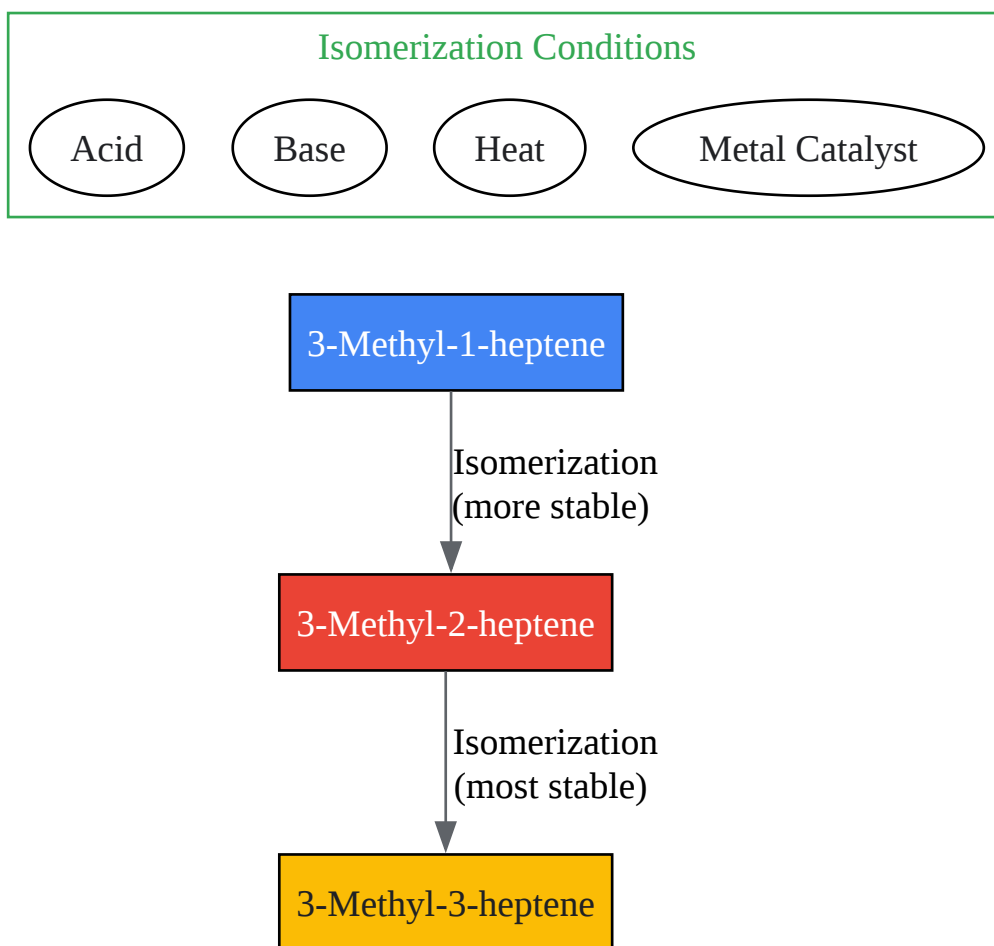 Isomerization Conditions
Acid
Base
Heat
Metal Catalyst
3-Methyl-1-heptene
Isomerization
(more stable)
3-Methyl-2-heptene
Isomerization
(most stable)
3-Methyl-3-heptene